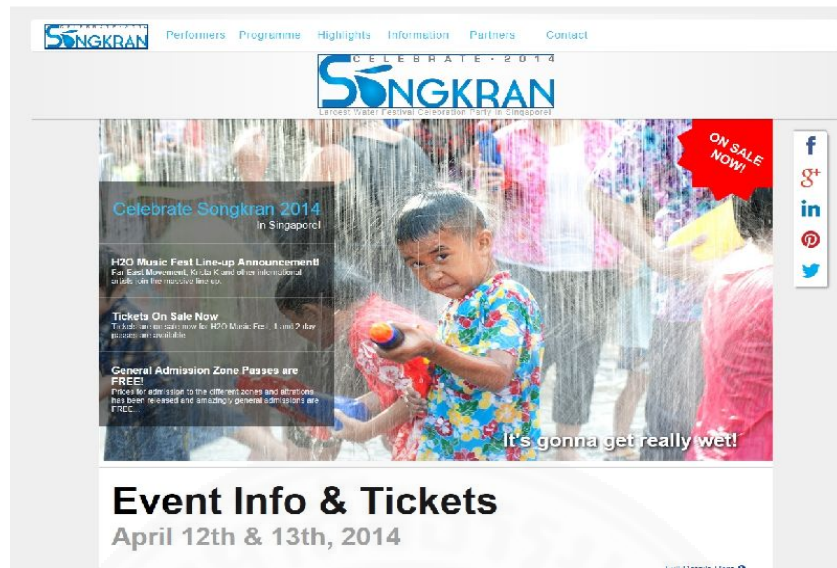 CELEBRATE 2014
SONGKRAN
Performers Programme Highlights Information Partners Contact
CELEBRATE • 2014
SONGKRAN
Largest Water Festival Celebration Party in Singapore!
ON SALE
NOW!
Celebrate Songkran 2014
In Singapore!
H2O Music Fest Line-up Announcement!
Far East Movement, Krista K and other international
artists join the massive line up.
Tickets On Sale Now
Tickets are on sale now for H2O Music Fest, 1 and 2 day
passes are available
General Admission Zone Passes are
FREE!
Prices for admission to the different zones and attrations
has been released and amazingly general admissions are
FREE...
It's gonna get really wet!
f
g+
in
Event Info & Tickets
April 12th & 13th, 2014